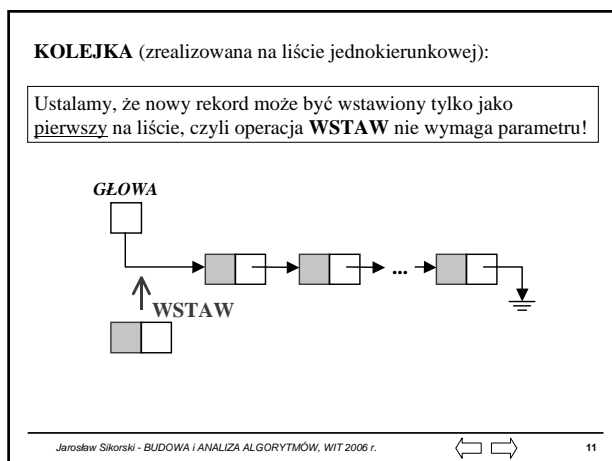 KOLEJKA (zrealizowana na liście jednokierunkowej):
Ustalamy, że nowy rekord może być wstawiony tylko jako
pierwszy na liście, czyli operacja WSTAW nie wymaga parametru!
GŁOWA
...
WSTAW
Jarosław Sikorski - BUDOWA i ANALIZA ALGORYTMÓW, WIT 2006 r. 11